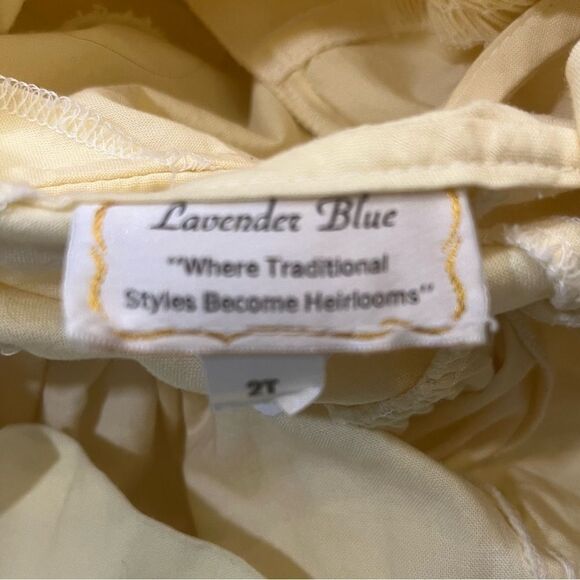 Lavender Blue
"Where Traditional
Styles Become Heirlooms"
2T